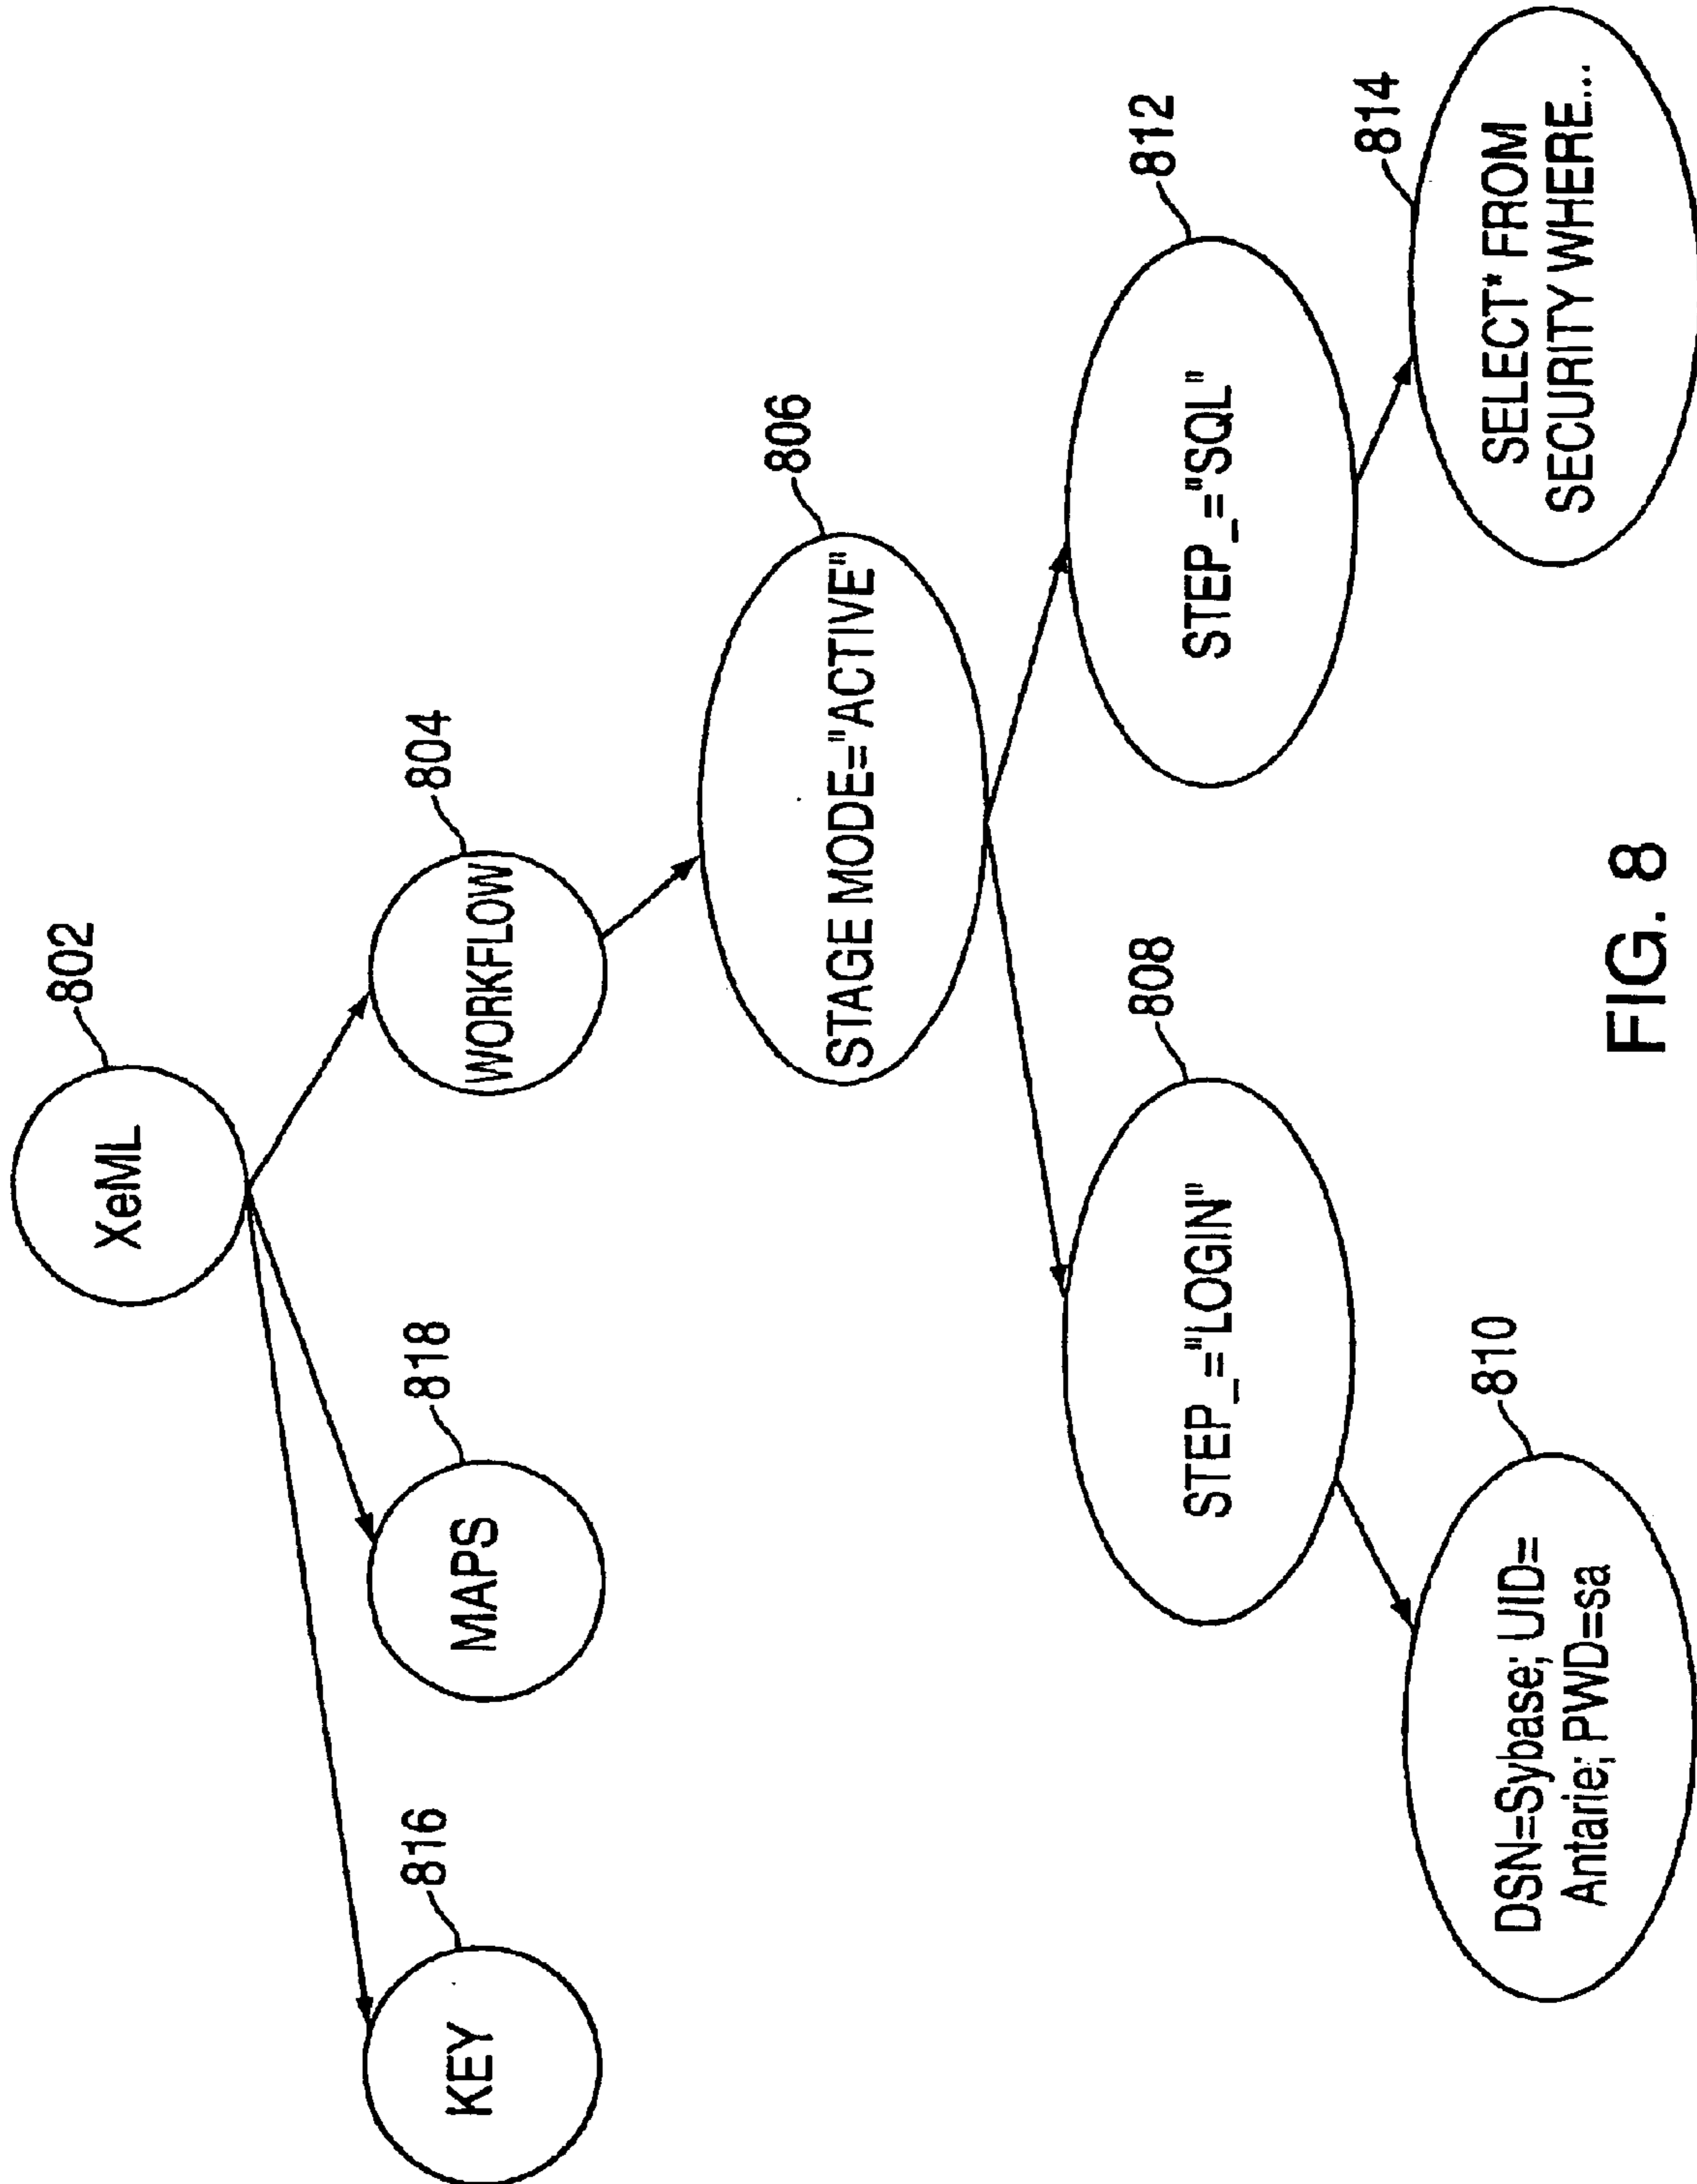 802
XeML
816
KEY
818
MAPS
804
WORKFLOW
806
STAGE MODE="ACTIVE"
808
STEP_="LOGIN"
812
STEP_="SQL"
810
DSN=Sybase; UID=
Antarie; PWD=sa
814
SELECT* FROM
SECURITY WHERE...
FIG. 8